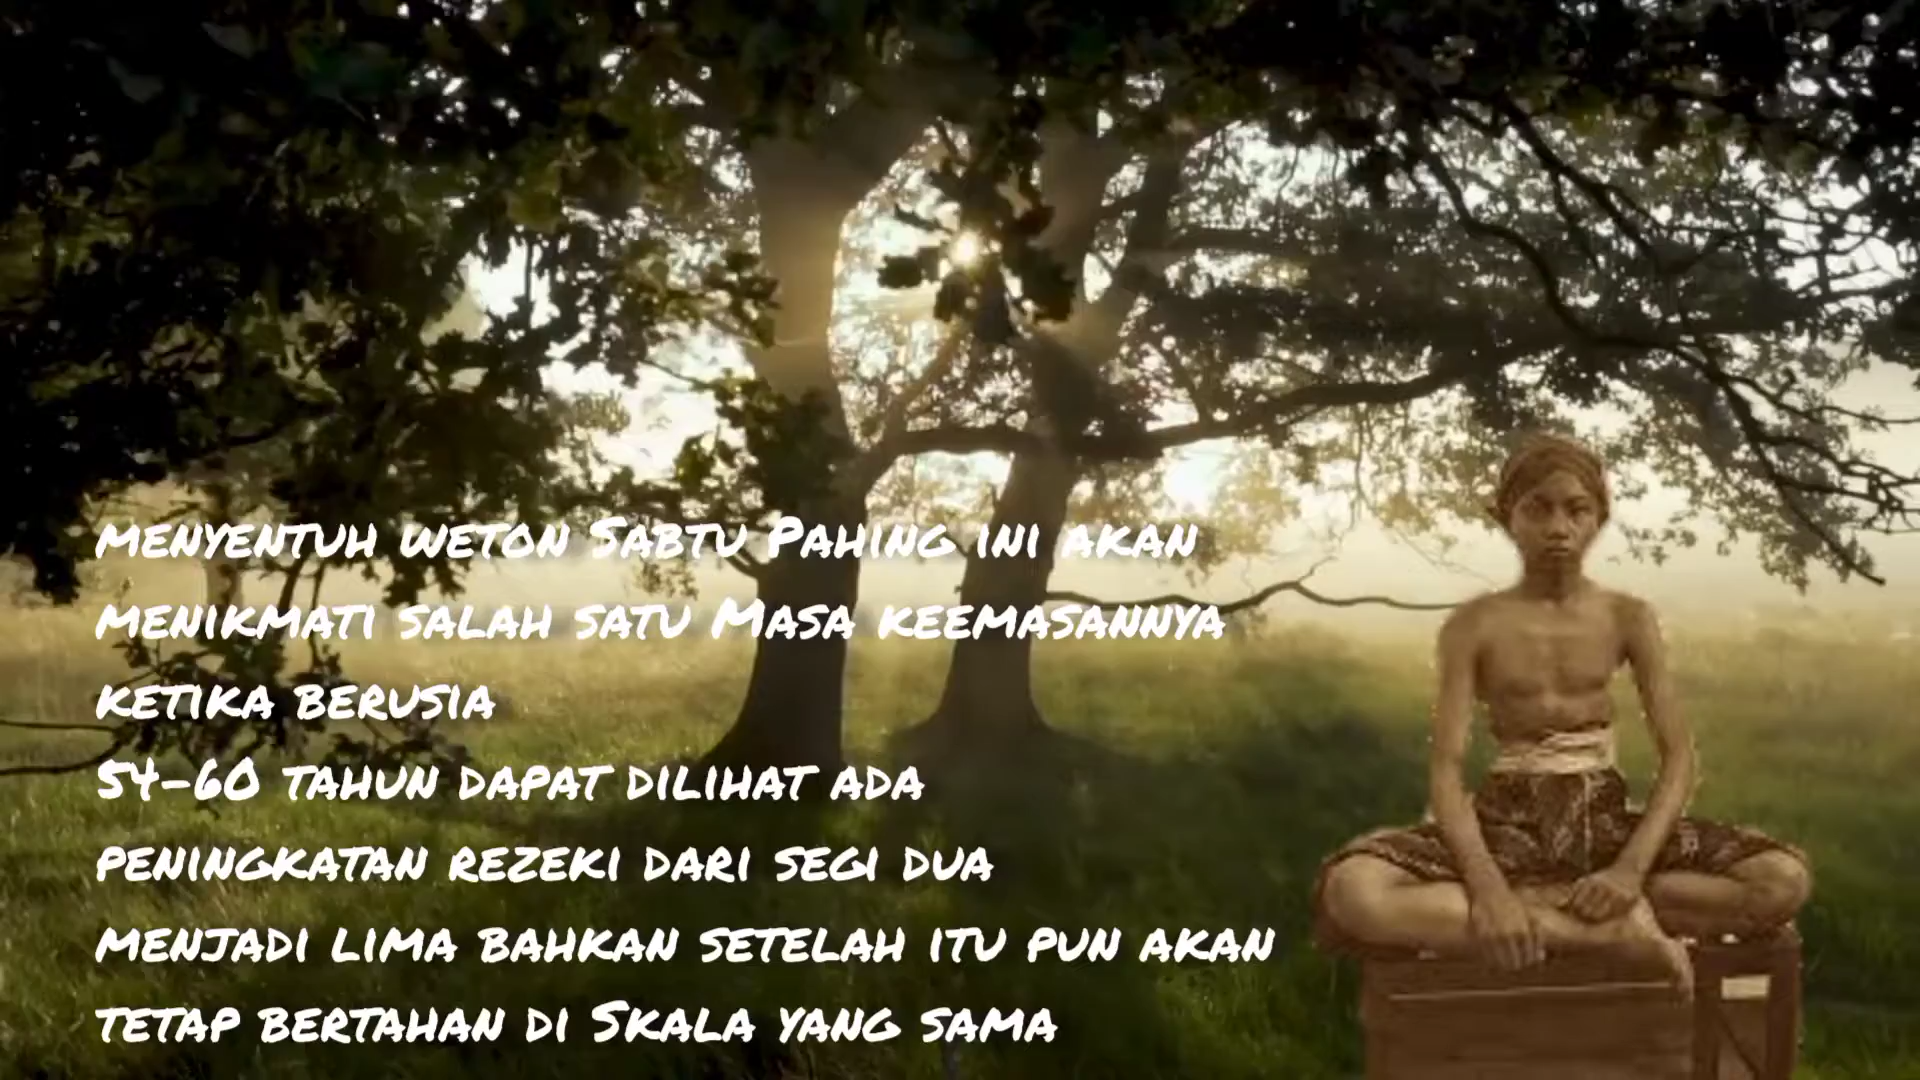 menyentuh weton Sabtu Pahing ini akan
menikmati salah satu Masa keemasannya
ketika berusia
54-60 tahun dapat dilihat ada
peningkatan rezeki dari segi dua
menjadi lima bahkan setelah itu pun akan
tetap bertahan di Skala yang sama